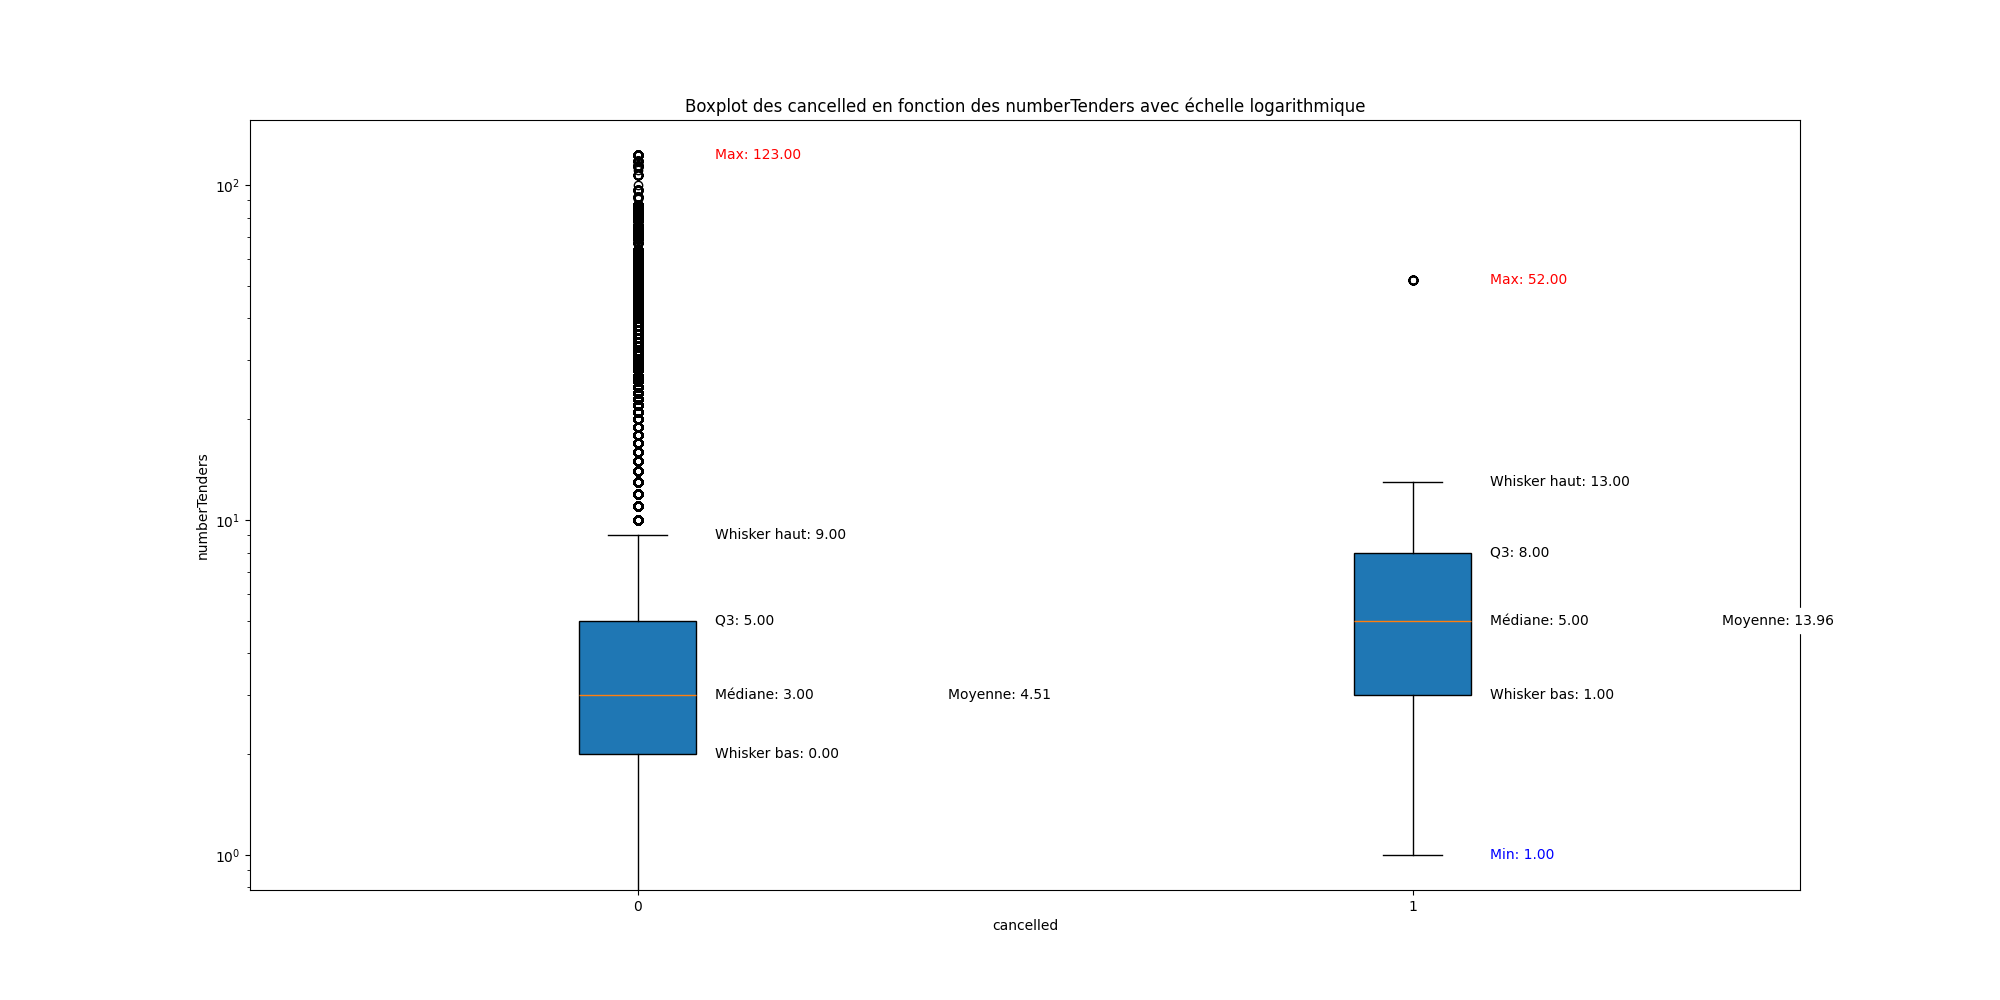 Boxplot des cancelled en fonction des numberTenders avec échelle logarithmique
numberTenders
10²
10¹
10⁰
Max: 123.00
Whisker haut: 9.00
Q3: 5.00
Médiane: 3.00
Moyenne: 4.51
Whisker bas: 0.00
Max: 52.00
Whisker haut: 13.00
Q3: 8.00
Médiane: 5.00
Moyenne: 13.96
Whisker bas: 1.00
Min: 1.00
0
1
cancelled